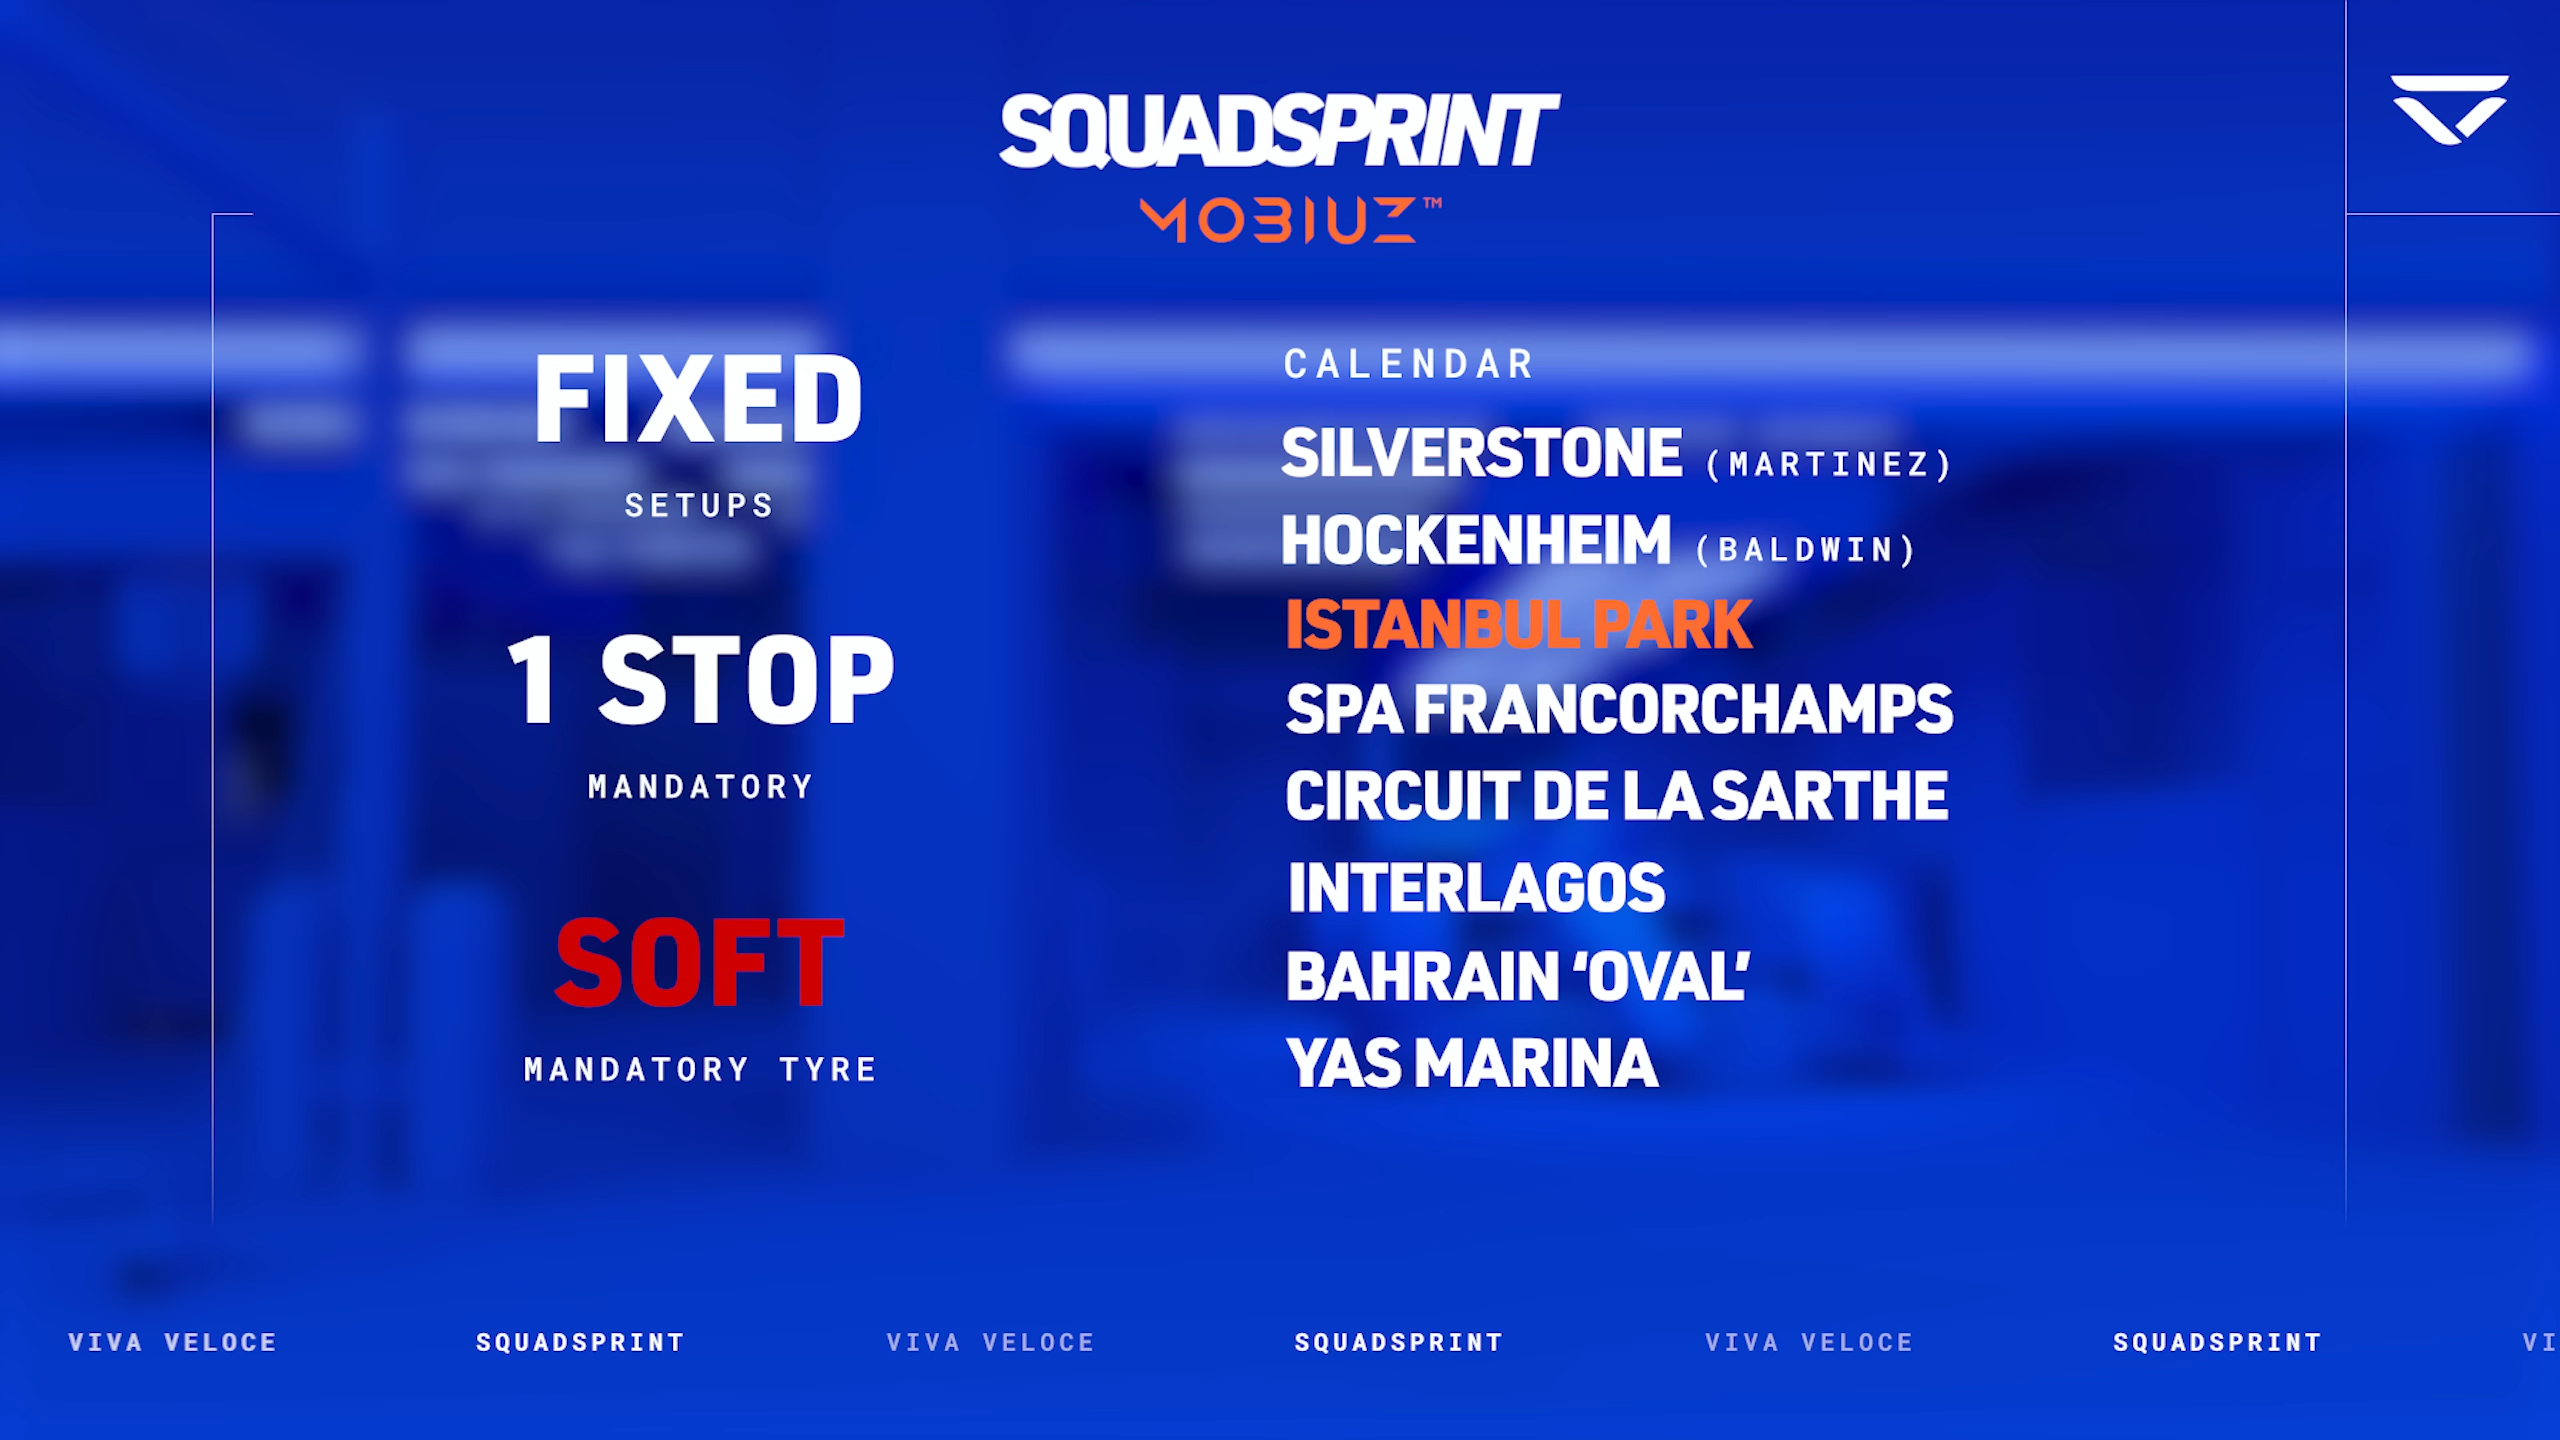 SQUADSPRINT
MOBIUZ™
FIXED
SETUPS
1 STOP
MANDATORY
SOFT
MANDATORY TYRE
CALENDAR
SILVERSTONE (MARTINEZ)
HOCKENHEIM (BALDWIN)
ISTANBUL PARK
SPA FRANCORCHAMPS
CIRCUIT DE LA SARTHE
INTERLAGOS
BAHRAIN ‘OVAL’
YAS MARINA
VIVA VELOCE SQUADSPRINT VIVA VELOCE SQUADSPRINT VIVA VELOCE SQUADSPRINT VI